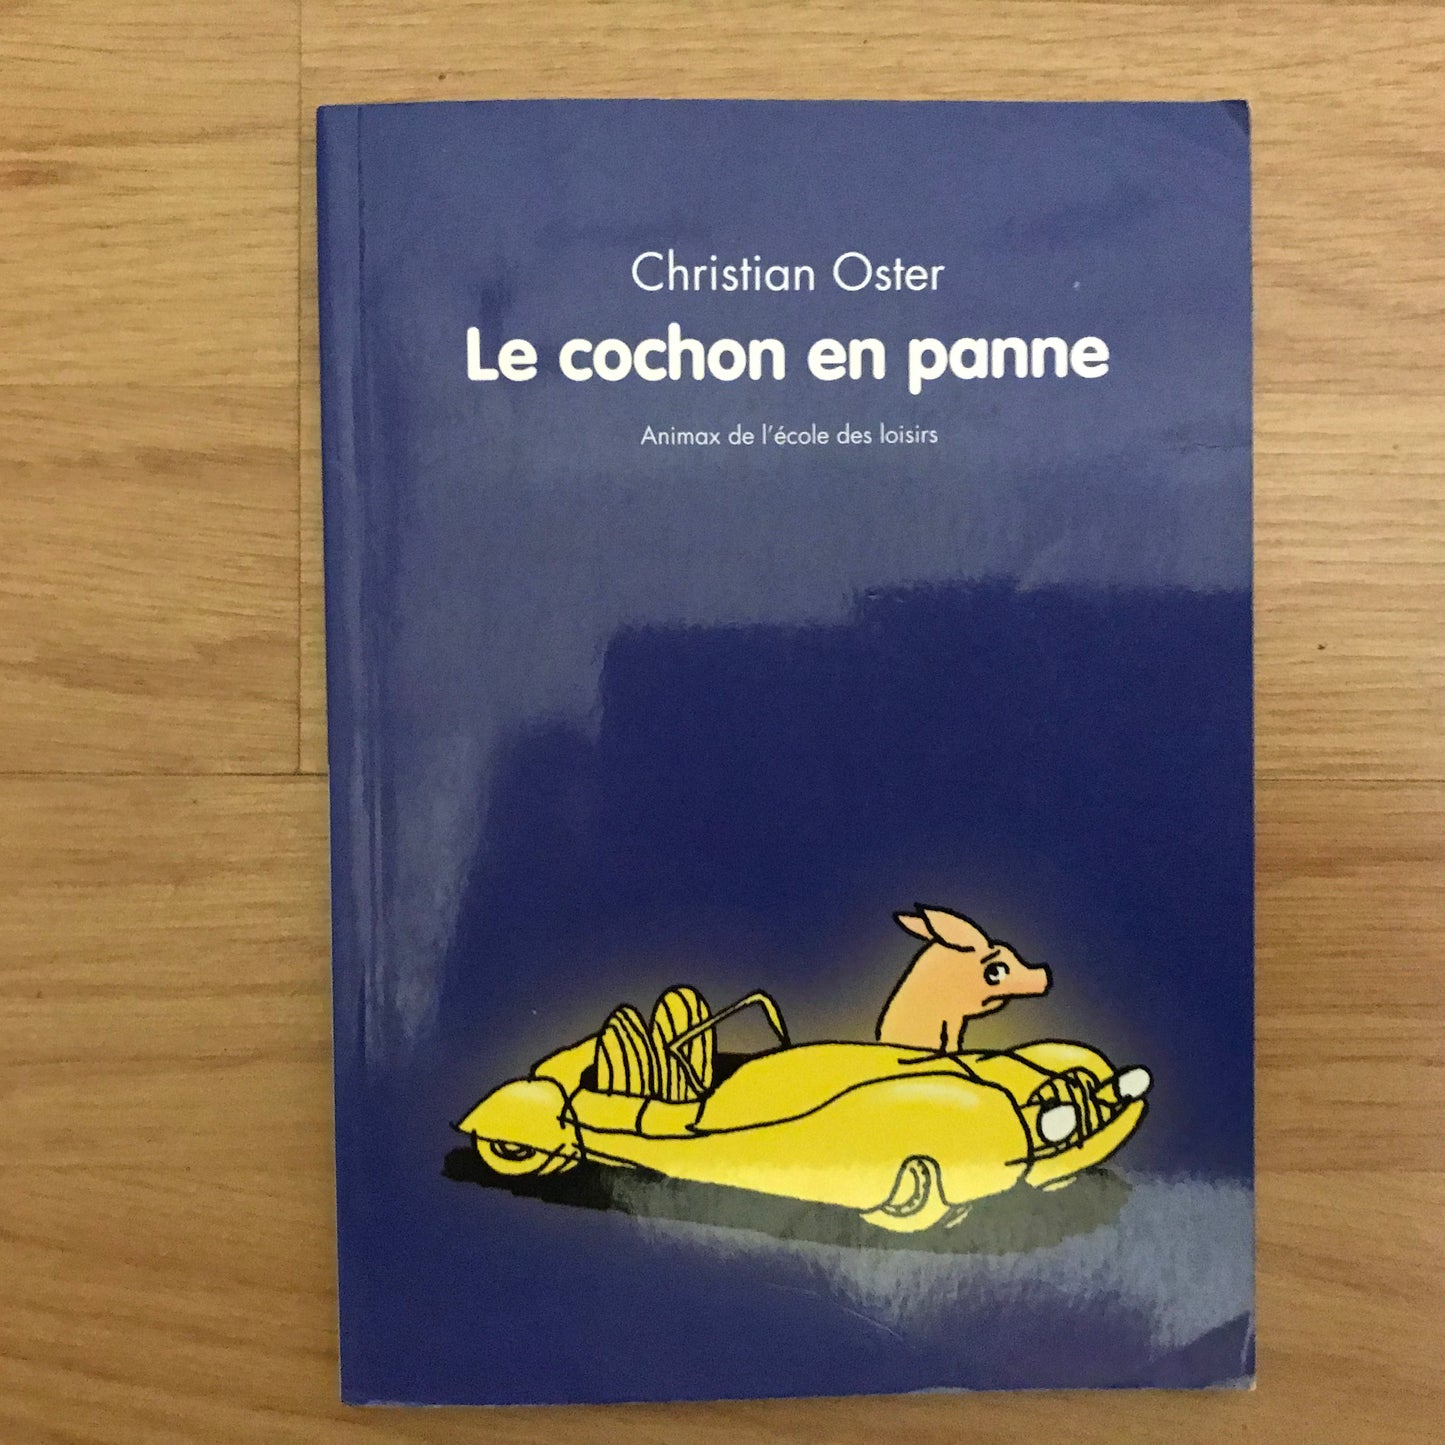 Christian Oster
Le cochon en panne
Animax de l'école des loisirs